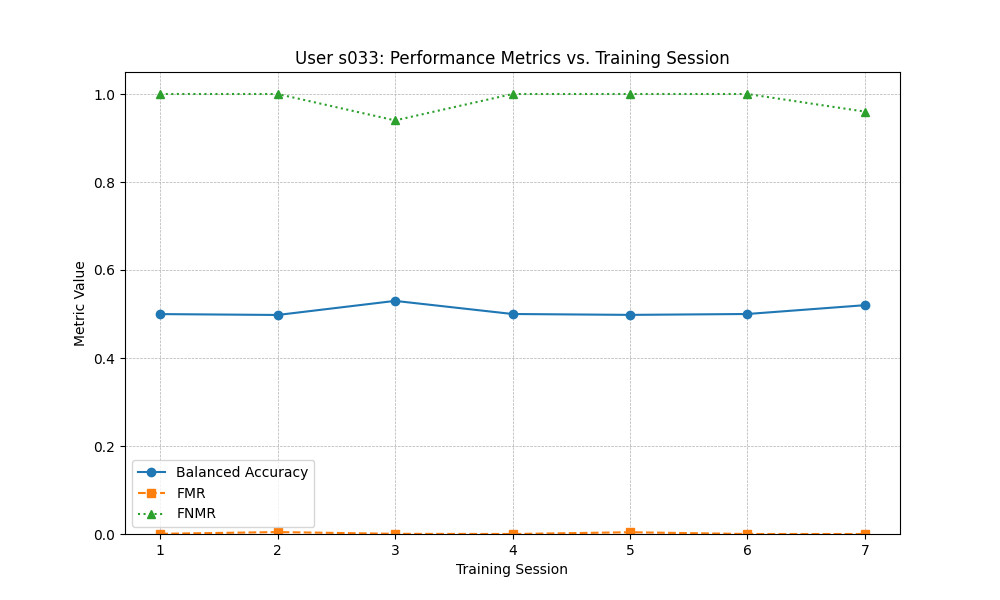 User s033: Performance Metrics vs. Training Session
1.0
0.8
0.6
0.4
0.2
0.0
Metric Value
Balanced Accuracy
FMR
FNMR
1 2 3 4 5 6 7
Training Session